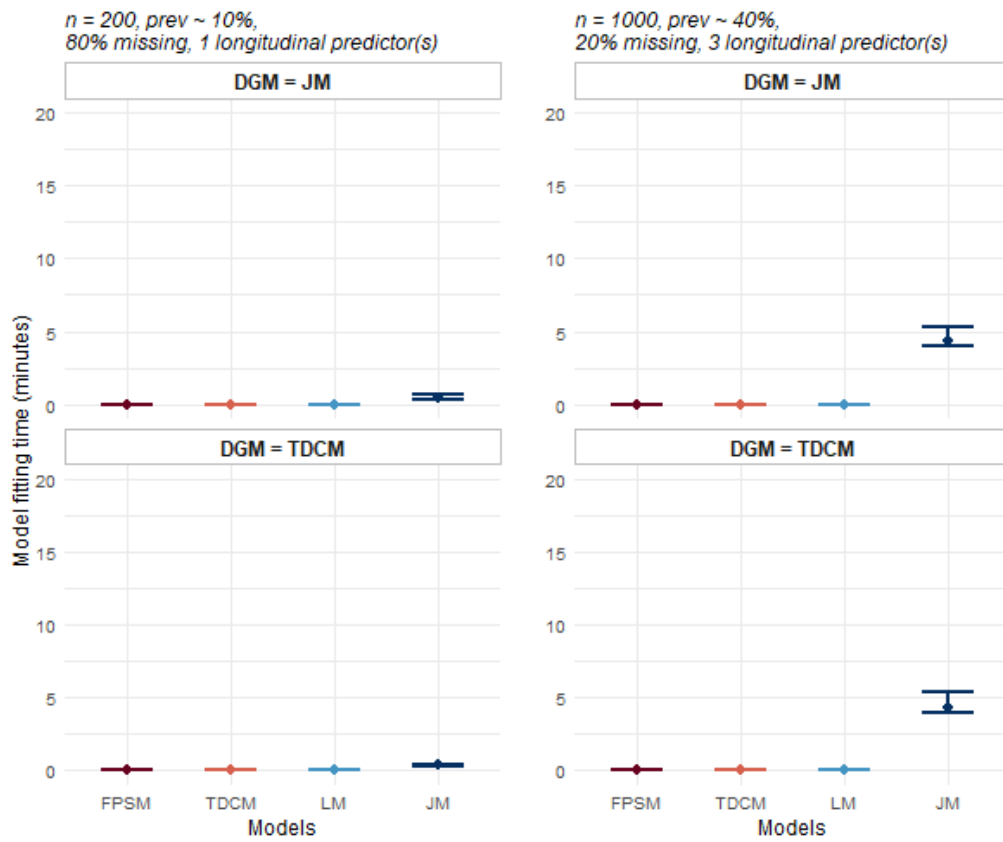 n = 200, prev ~ 10%,
80% missing, 1 longitudinal predictor(s)
n = 1000, prev ~ 40%,
20% missing, 3 longitudinal predictor(s)
DGM = JM
DGM = JM
20
15
10
5
0
20
15
10
5
0
Model fitting time (minutes)
DGM = TDCM
DGM = TDCM
20
15
10
5
0
20
15
10
5
0
FPSM TDCM LM JM
FPSM TDCM LM JM
Models
Models